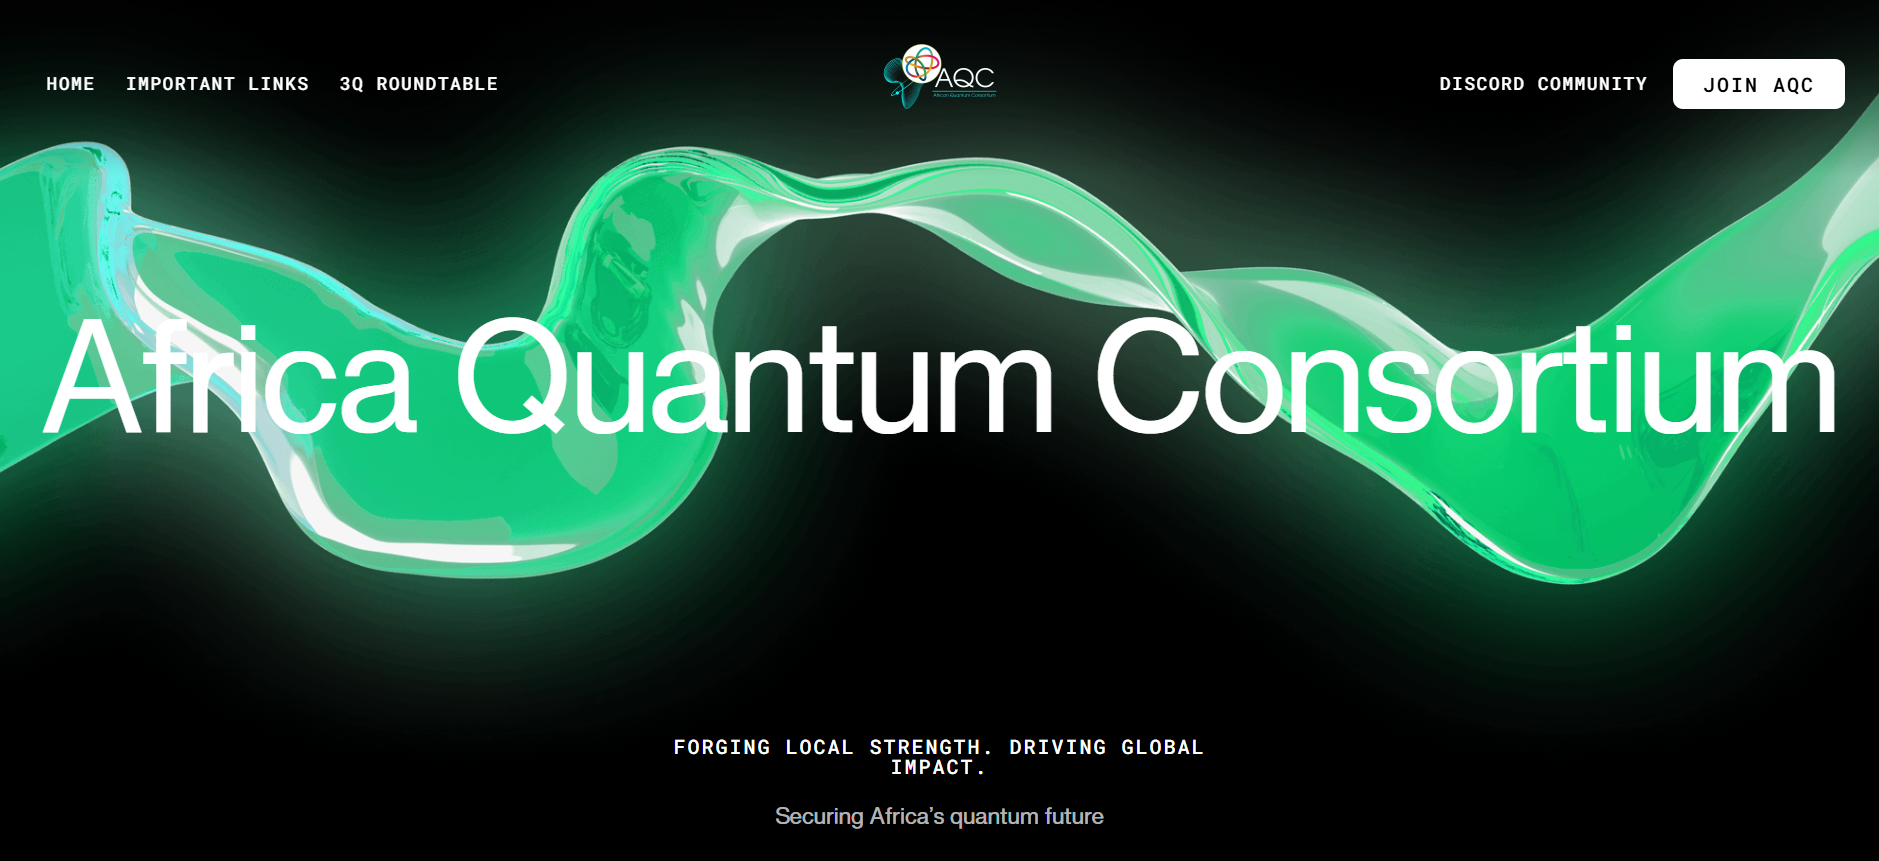 HOME
IMPORTANT LINKS
3Q ROUNDTABLE
AQC
African Quantum Consortium
DISCORD COMMUNITY
JOIN AQC
Africa Quantum Consortium
FORGING LOCAL STRENGTH. DRIVING GLOBAL
IMPACT.
Securing Africa’s quantum future